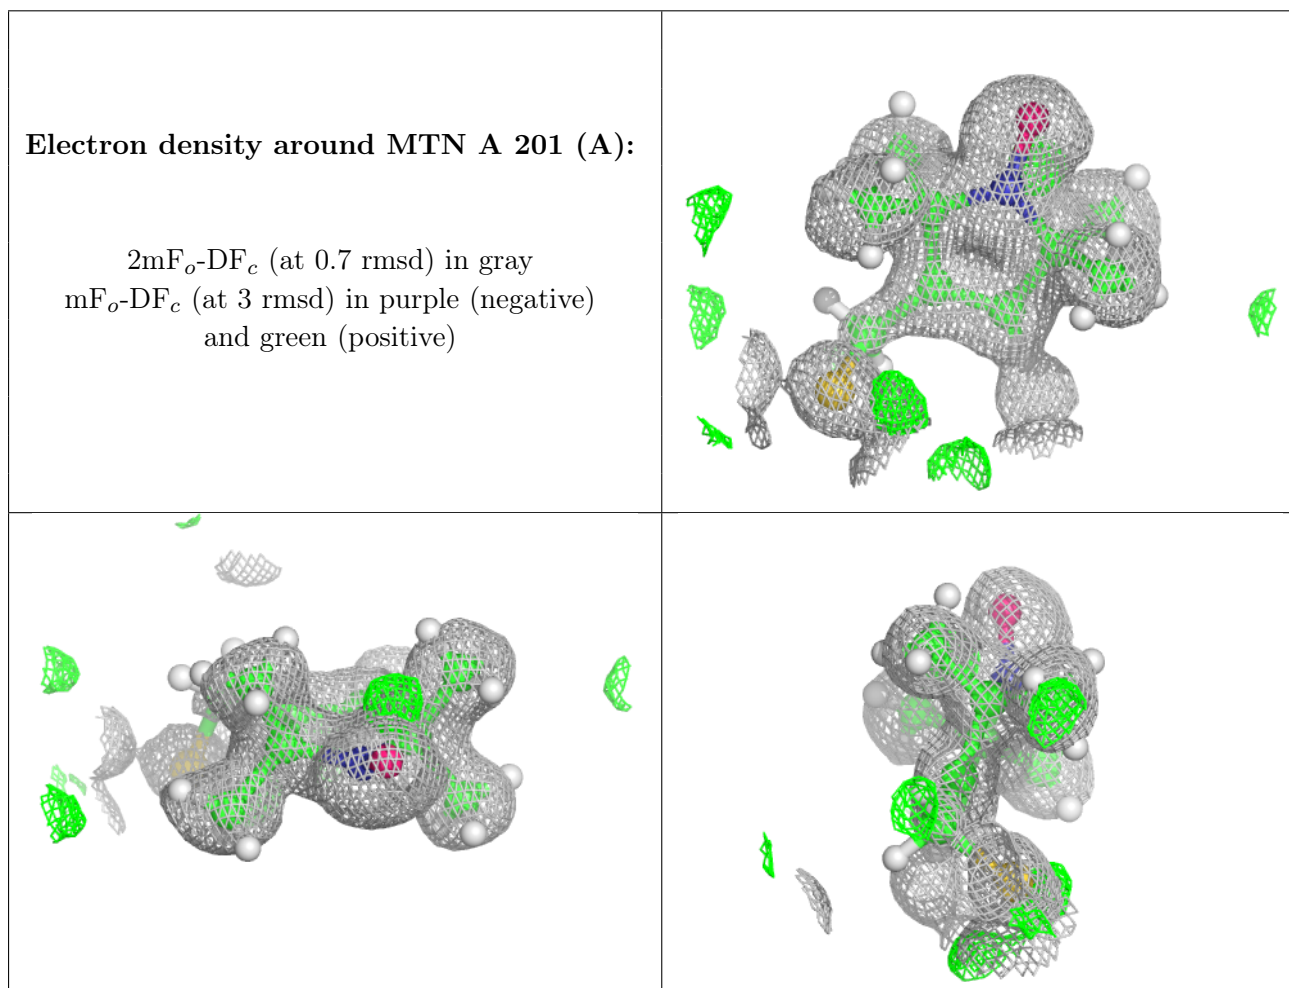 Electron density around MTN A 201 (A):
2mFₒ-DF𝒸 (at 0.7 rmsd) in gray
mFₒ-DF𝒸 (at 3 rmsd) in purple (negative)
and green (positive)